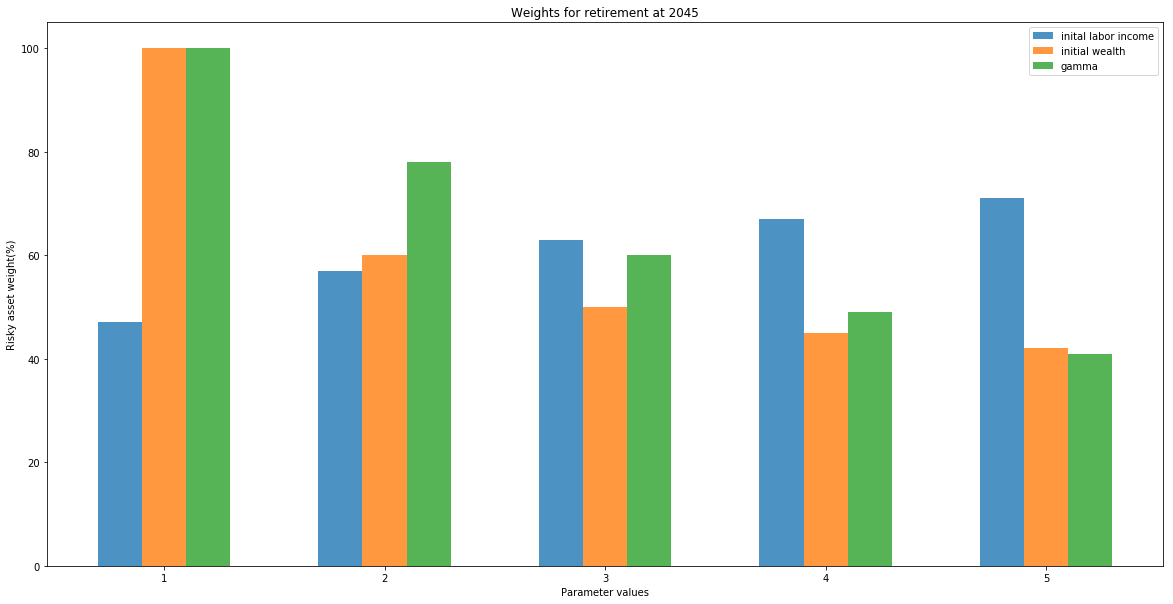 Weights for retirement at 2045
inital labor income
initial wealth
gamma
Risky asset weight(%)
100
80
60
40
20
0
1 2 3 4 5
Parameter values